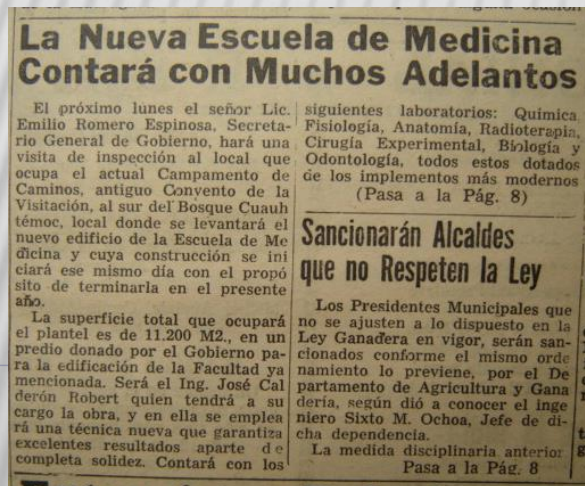 La Nueva Escuela de Medicina
Contará con Muchos Adelantos
El próximo lunes el señor Lic.
Emilio Romero Espinosa, Secreta-
rio General de Gobierno, hará una
visita de inspección al local que
ocupa el actual Campamento de
Caminos, antiguo Convento de la
Visitación, al sur del Bosque Cuauh
témoc, local donde se levantará el
nuevo edificio de la Escuela de Me
dicina y cuya construcción se ini
ciará ese mismo día con el propó
sito de terminarla en el presente
año.
La superficie total que ocupará
el plantel es de 11.200 M2., en un
predio donado por el Gobierno pa-
ra la edificación de la Facultad ya
mencionada. Será el Ing. José Cal
derón Robert quien tendrá a su
cargo la obra, y en ella se emplea
rá una técnica nueva que garantiza
excelentes resultados aparte de
completa solidez. Contará con los
siguientes laboratorios: Química
Fisiología, Anatomía, Radioterapia,
Cirugía Experimental, Biología y
Odontología, todos estos dotados
de los implementos más modernos
(Pasa a la Pág. 8)
Sancionarán Alcaldes
que no Respeten la Ley
Los Presidentes Municipales que
no se ajusten a lo dispuesto en la
Ley Ganadera en vigor, serán san-
cionados conforme el mismo orde
namiento lo previene, por el De
partamento de Agricultura y Gana
dería, según dió a conocer el inge
niero Sixto M. Ochoa, Jefe de di-
cha dependencia.
La medida disciplinaria anterior
Pasa a la Pág. 8